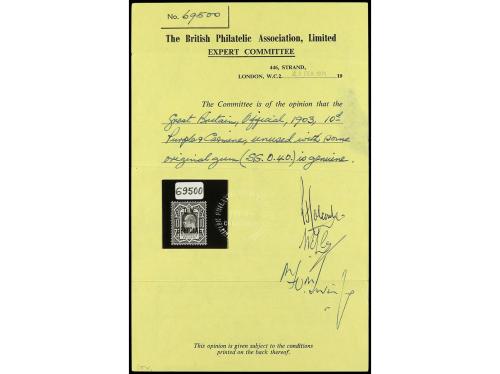 No. 69500
The British Philatelic Association, Limited
EXPERT COMMITTEE
446, STRAND,
LONDON, W.C.2. 19
The Committee is of the opinion that the
Great Britain, Official, 1903, 10d
Purple & Carmine, unused with some
original gum (SG. O.40.) is genuine.
69500
This opinion is given subject to the conditions
printed on the back thereof.